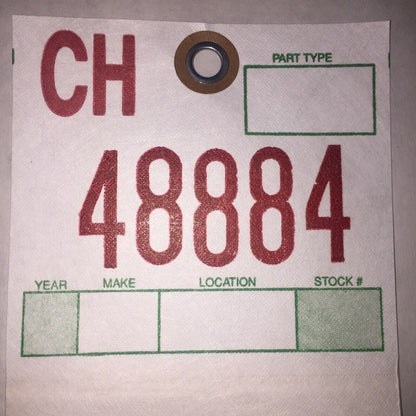 CH
PART TYPE
48884
YEAR MAKE LOCATION STOCK #